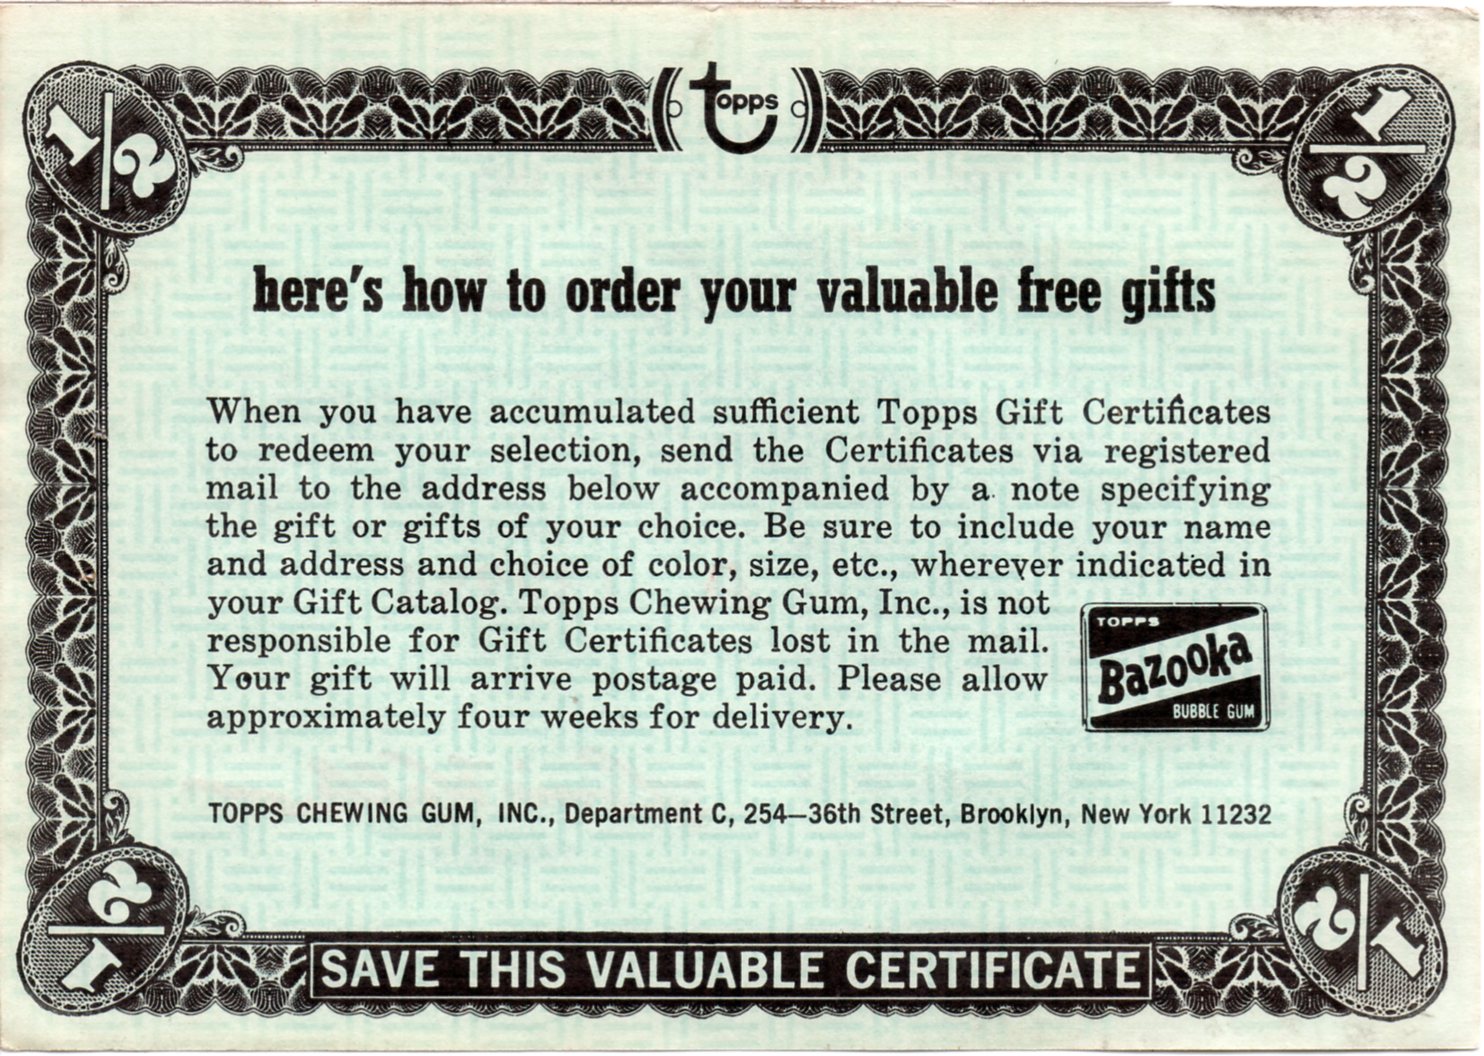 1/2
topps
1/2
here's how to order your valuable free gifts
When you have accumulated sufficient Topps Gift Certificates
to redeem your selection, send the Certificates via registered
mail to the address below accompanied by a note specifying
the gift or gifts of your choice. Be sure to include your name
and address and choice of color, size, etc., wherever indicated in
your Gift Catalog. Topps Chewing Gum, Inc., is not
responsible for Gift Certificates lost in the mail.
Your gift will arrive postage paid. Please allow
approximately four weeks for delivery.
TOPPS
Bazooka
BUBBLE GUM
TOPPS CHEWING GUM, INC., Department C, 254—36th Street, Brooklyn, New York 11232
1/2
SAVE THIS VALUABLE CERTIFICATE
1/2